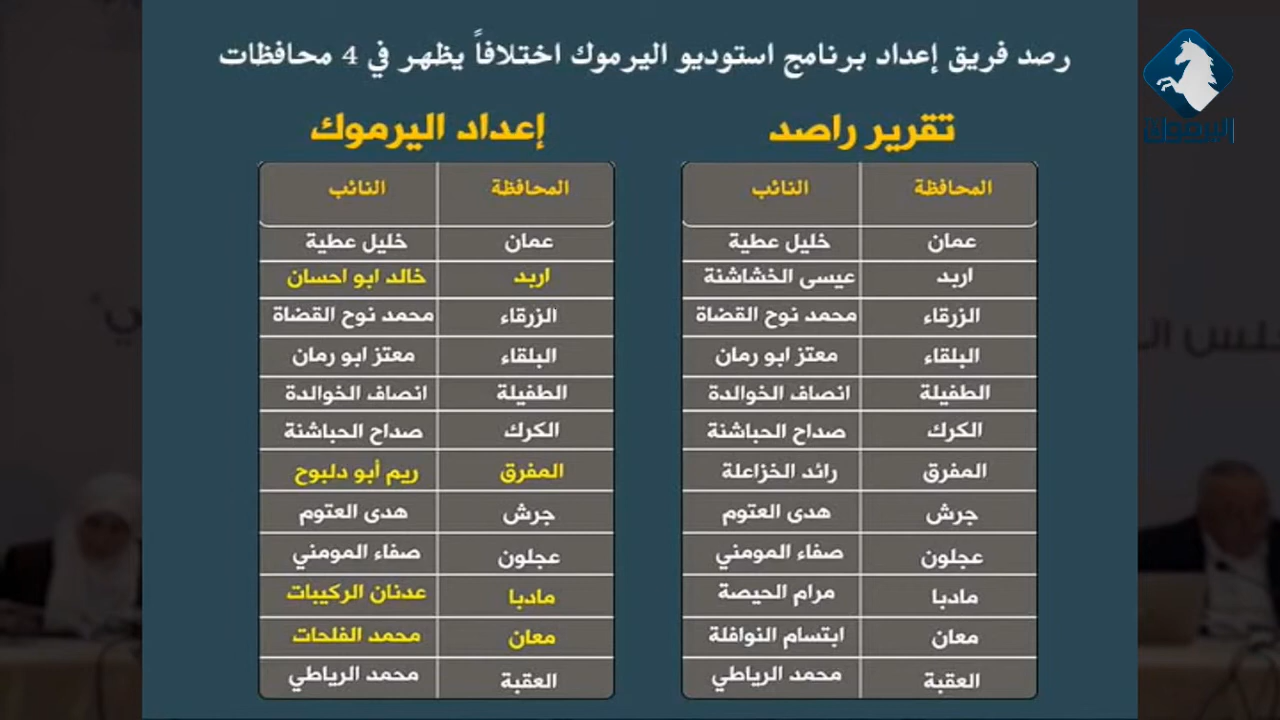 رصد فريق إعداد برنامج استوديو اليرموك اختلافاً يظهر في 4 محافظات
اليرموك
تقرير راصد
المحافظة النائب
عمان خليل عطية
اربد عيسى الخشاشنة
الزرقاء محمد نوح القضاة
البلقاء معتز ابو رمان
الطفيلة انصاف الخوالدة
الكرك صداح الحباشنة
المفرق رائد الخزاعلة
جرش هدى العتوم
عجلون صفاء المومني
مادبا مرام الحيصة
معان ابتسام النوافلة
العقبة محمد الرياطي
إعداد اليرموك
المحافظة النائب
عمان خليل عطية
اربد خالد ابو احسان
الزرقاء محمد نوح القضاة
البلقاء معتز ابو رمان
الطفيلة انصاف الخوالدة
الكرك صداح الحباشنة
المفرق ريم أبو دلبوح
جرش هدى العتوم
عجلون صفاء المومني
مادبا عدنان الركيبات
معان محمد الفلحات
العقبة محمد الرياطي